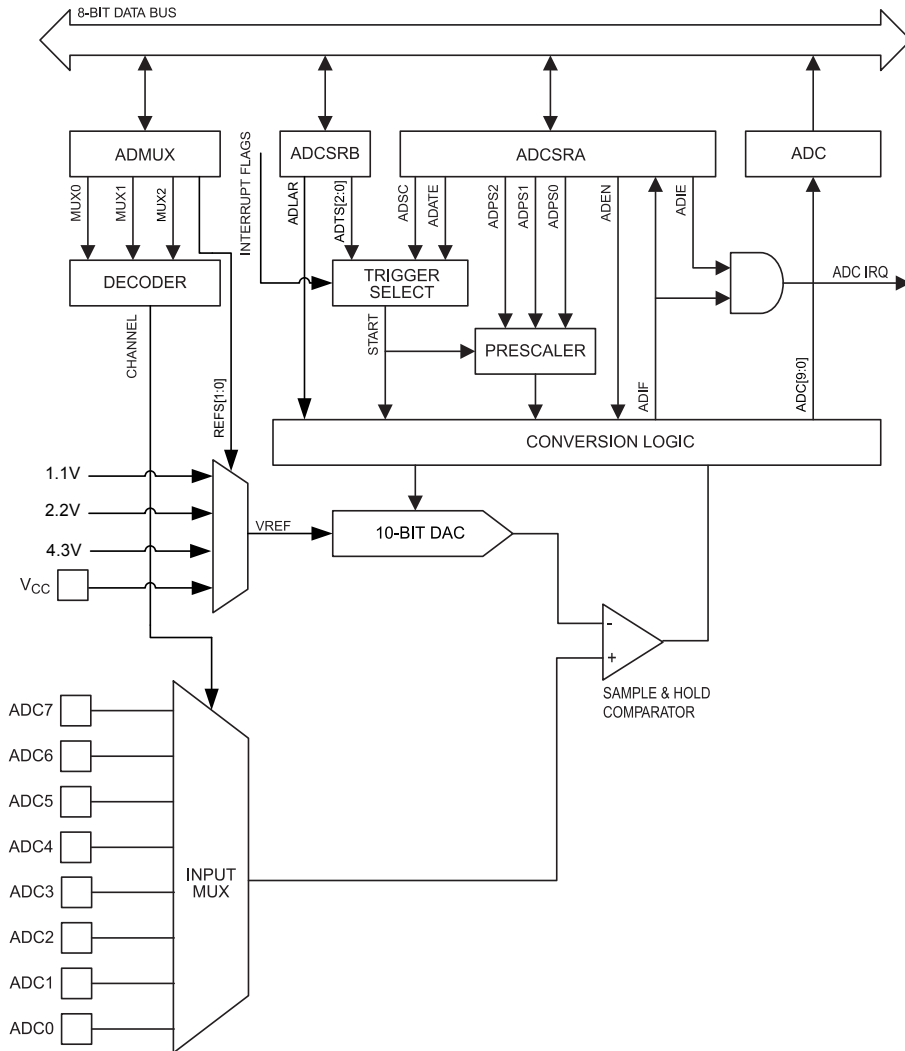 8-BIT DATA BUS
ADMUX
ADCSRB
ADCSRA
ADC
INTERRUPT FLAGS
MUX0
MUX1
MUX2
ADLAR
ADTS[2:0]
ADSC
ADATE
ADPS2
ADPS1
ADPS0
ADEN
ADIE
DECODER
TRIGGER
SELECT
ADC IRQ
CHANNEL
REFS[1:0]
START
PRESCALER
ADIF
ADC[9:0]
CONVERSION LOGIC
1.1V
2.2V
4.3V
VCC
VREF
10-BIT DAC
-
+
SAMPLE & HOLD
COMPARATOR
ADC7
ADC6
ADC5
ADC4
ADC3
ADC2
ADC1
ADC0
INPUT
MUX